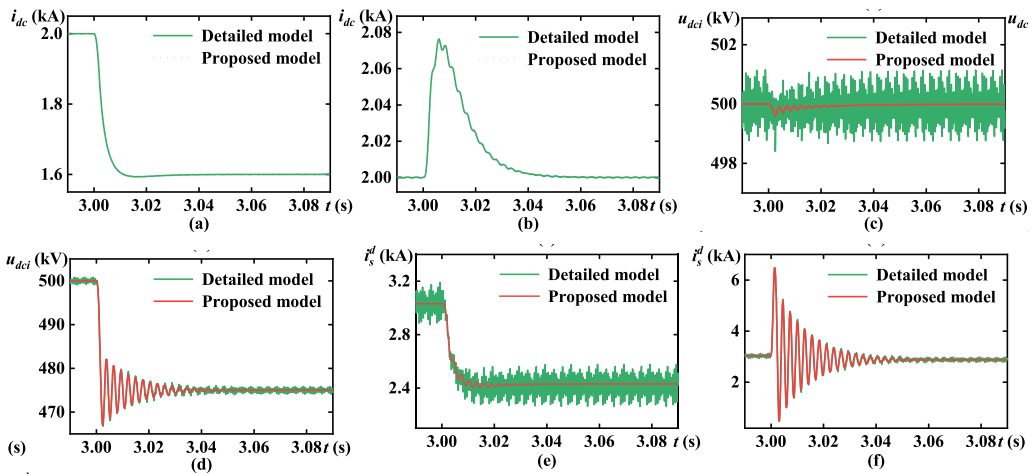 i_dc (kA)
2.0
1.8
1.6
Detailed model
Proposed model
3.00 3.02 3.04 3.06 3.08 t (s)
(a)
i_dc (kA)
2.08
2.06
2.04
2.02
2.00
Detailed model
Proposed model
3.00 3.02 3.04 3.06 3.08 t (s)
(b)
u_dci (kV)
502
500
498
Detailed model
Proposed model
3.00 3.02 3.04 3.06 3.08 t (s)
(c)
u_dc
u_dci (kV)
500
490
480
470
Detailed model
Proposed model
(s)
3.00 3.02 3.04 3.06 3.08 t (s)
(d)
i_s^d (kA)
3.2
2.8
2.4
Detailed model
Proposed model
3.00 3.02 3.04 3.06 3.08 t (s)
(e)
i_s^d (kA)
6
4
2
Detailed model
Proposed model
3.00 3.02 3.04 3.06 3.08 t (s)
(f)